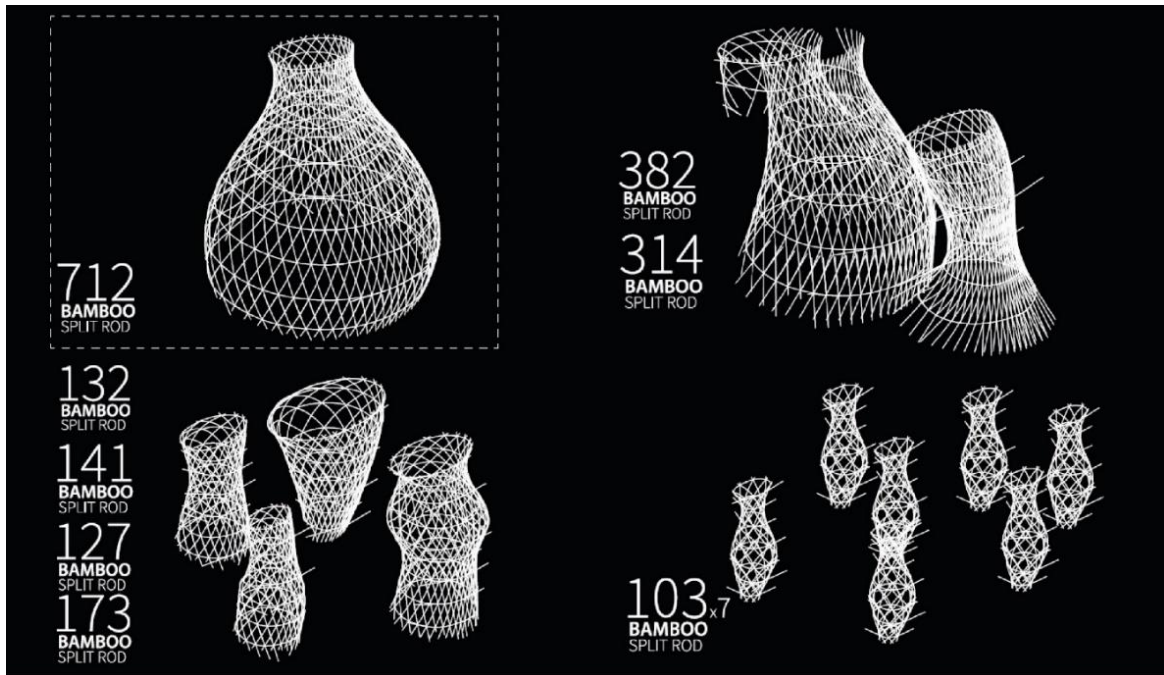 712
BAMBOO
SPLIT ROD
382
BAMBOO
SPLIT ROD
314
BAMBOO
SPLIT ROD
132
BAMBOO
SPLIT ROD
141
BAMBOO
SPLIT ROD
127
BAMBOO
SPLIT ROD
173
BAMBOO
SPLIT ROD
103x7
BAMBOO
SPLIT ROD